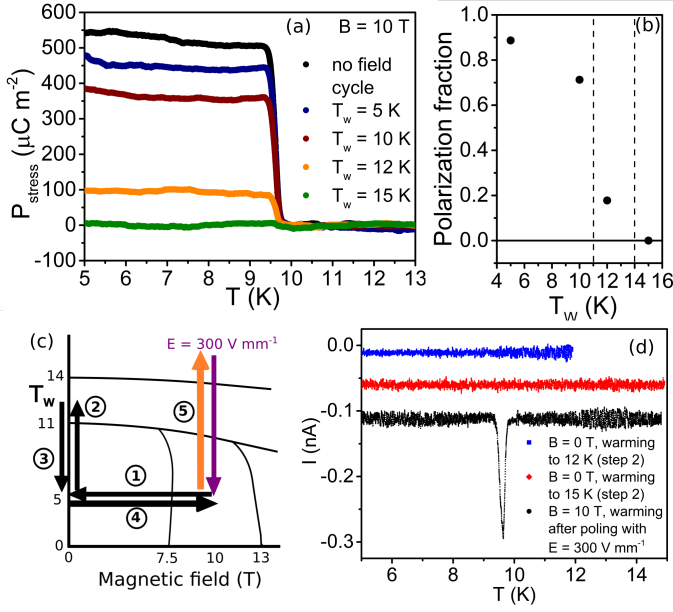 (a)
B = 10 T
no field
cycle
T_w = 5 K
T_w = 10 K
T_w = 12 K
T_w = 15 K
P_stress (μC m⁻²)
600
500
400
300
200
100
0
-100
5 6 7 8 9 10 11 12 13
T (K)
(b)
Polarization fraction
1.0
0.8
0.6
0.4
0.2
0.0
4 6 8 10 12 14 16
T_w (K)
(c)
E = 300 V mm⁻¹
14
T_w
11
2
5
3
1
5
4
0
0 7.5 10 13
Magnetic field (T)
(d)
I (nA)
0.0
-0.1
-0.2
-0.3
B = 0 T, warming
to 12 K (step 2)
B = 0 T, warming
to 15 K (step 2)
B = 10 T, warming
after poling with
E = 300 V mm⁻¹
6 8 10 12 14
T (K)